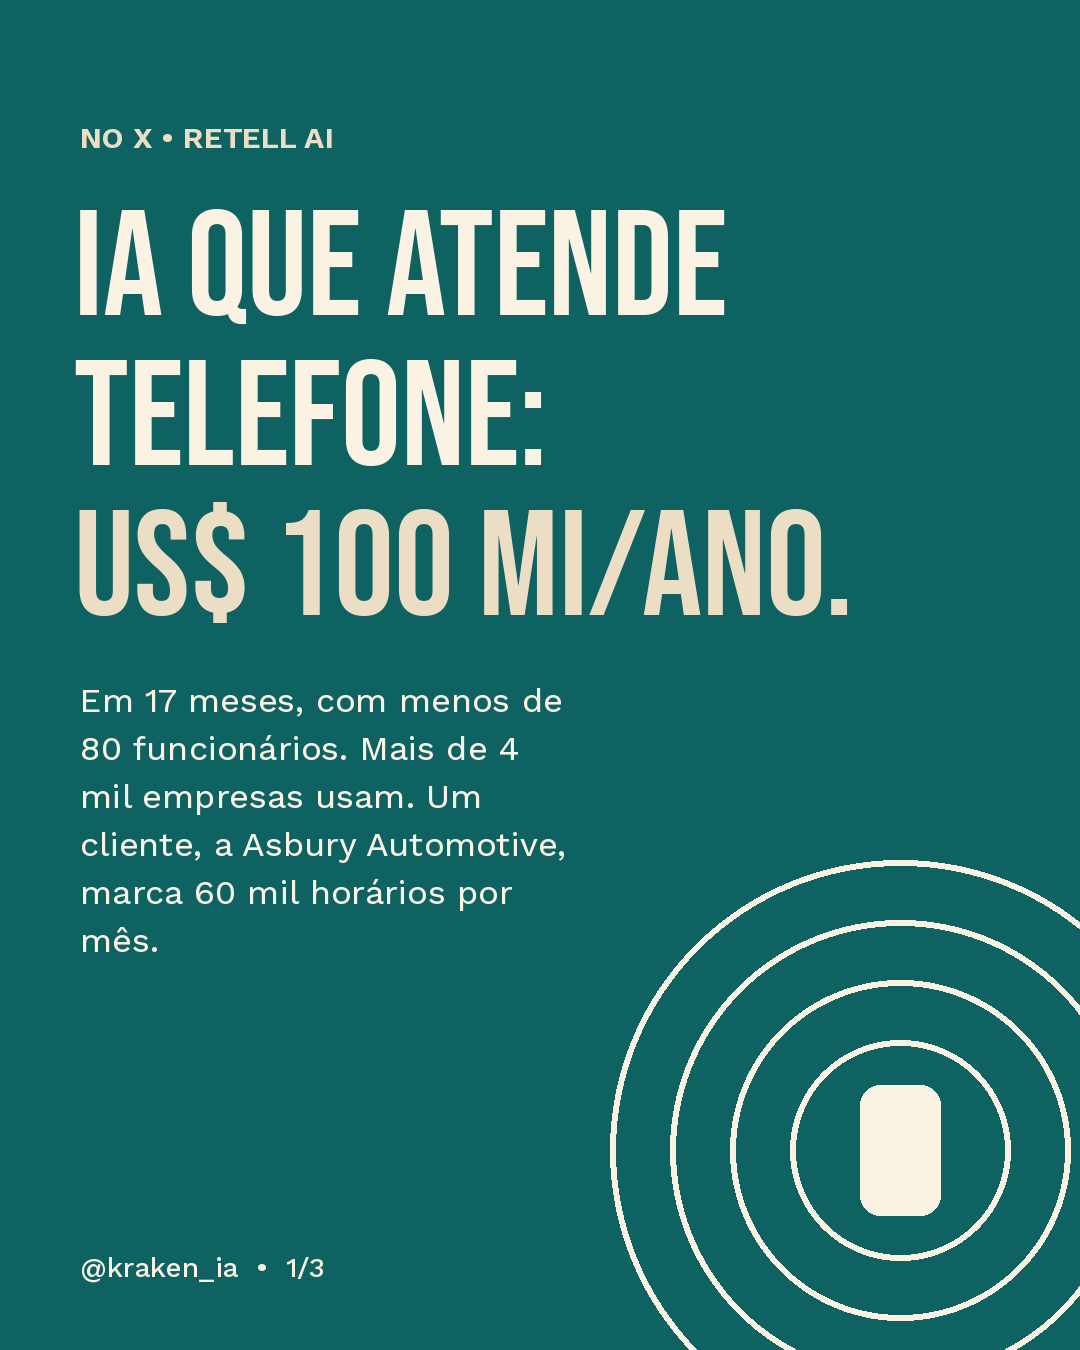 NO X • RETELL AI
IA QUE ATENDE
TELEFONE:
US$ 100 MI/ANO.
Em 17 meses, com menos de
80 funcionários. Mais de 4
mil empresas usam. Um
cliente, a Asbury Automotive,
marca 60 mil horários por
mês.
@kraken_ia • 1/3